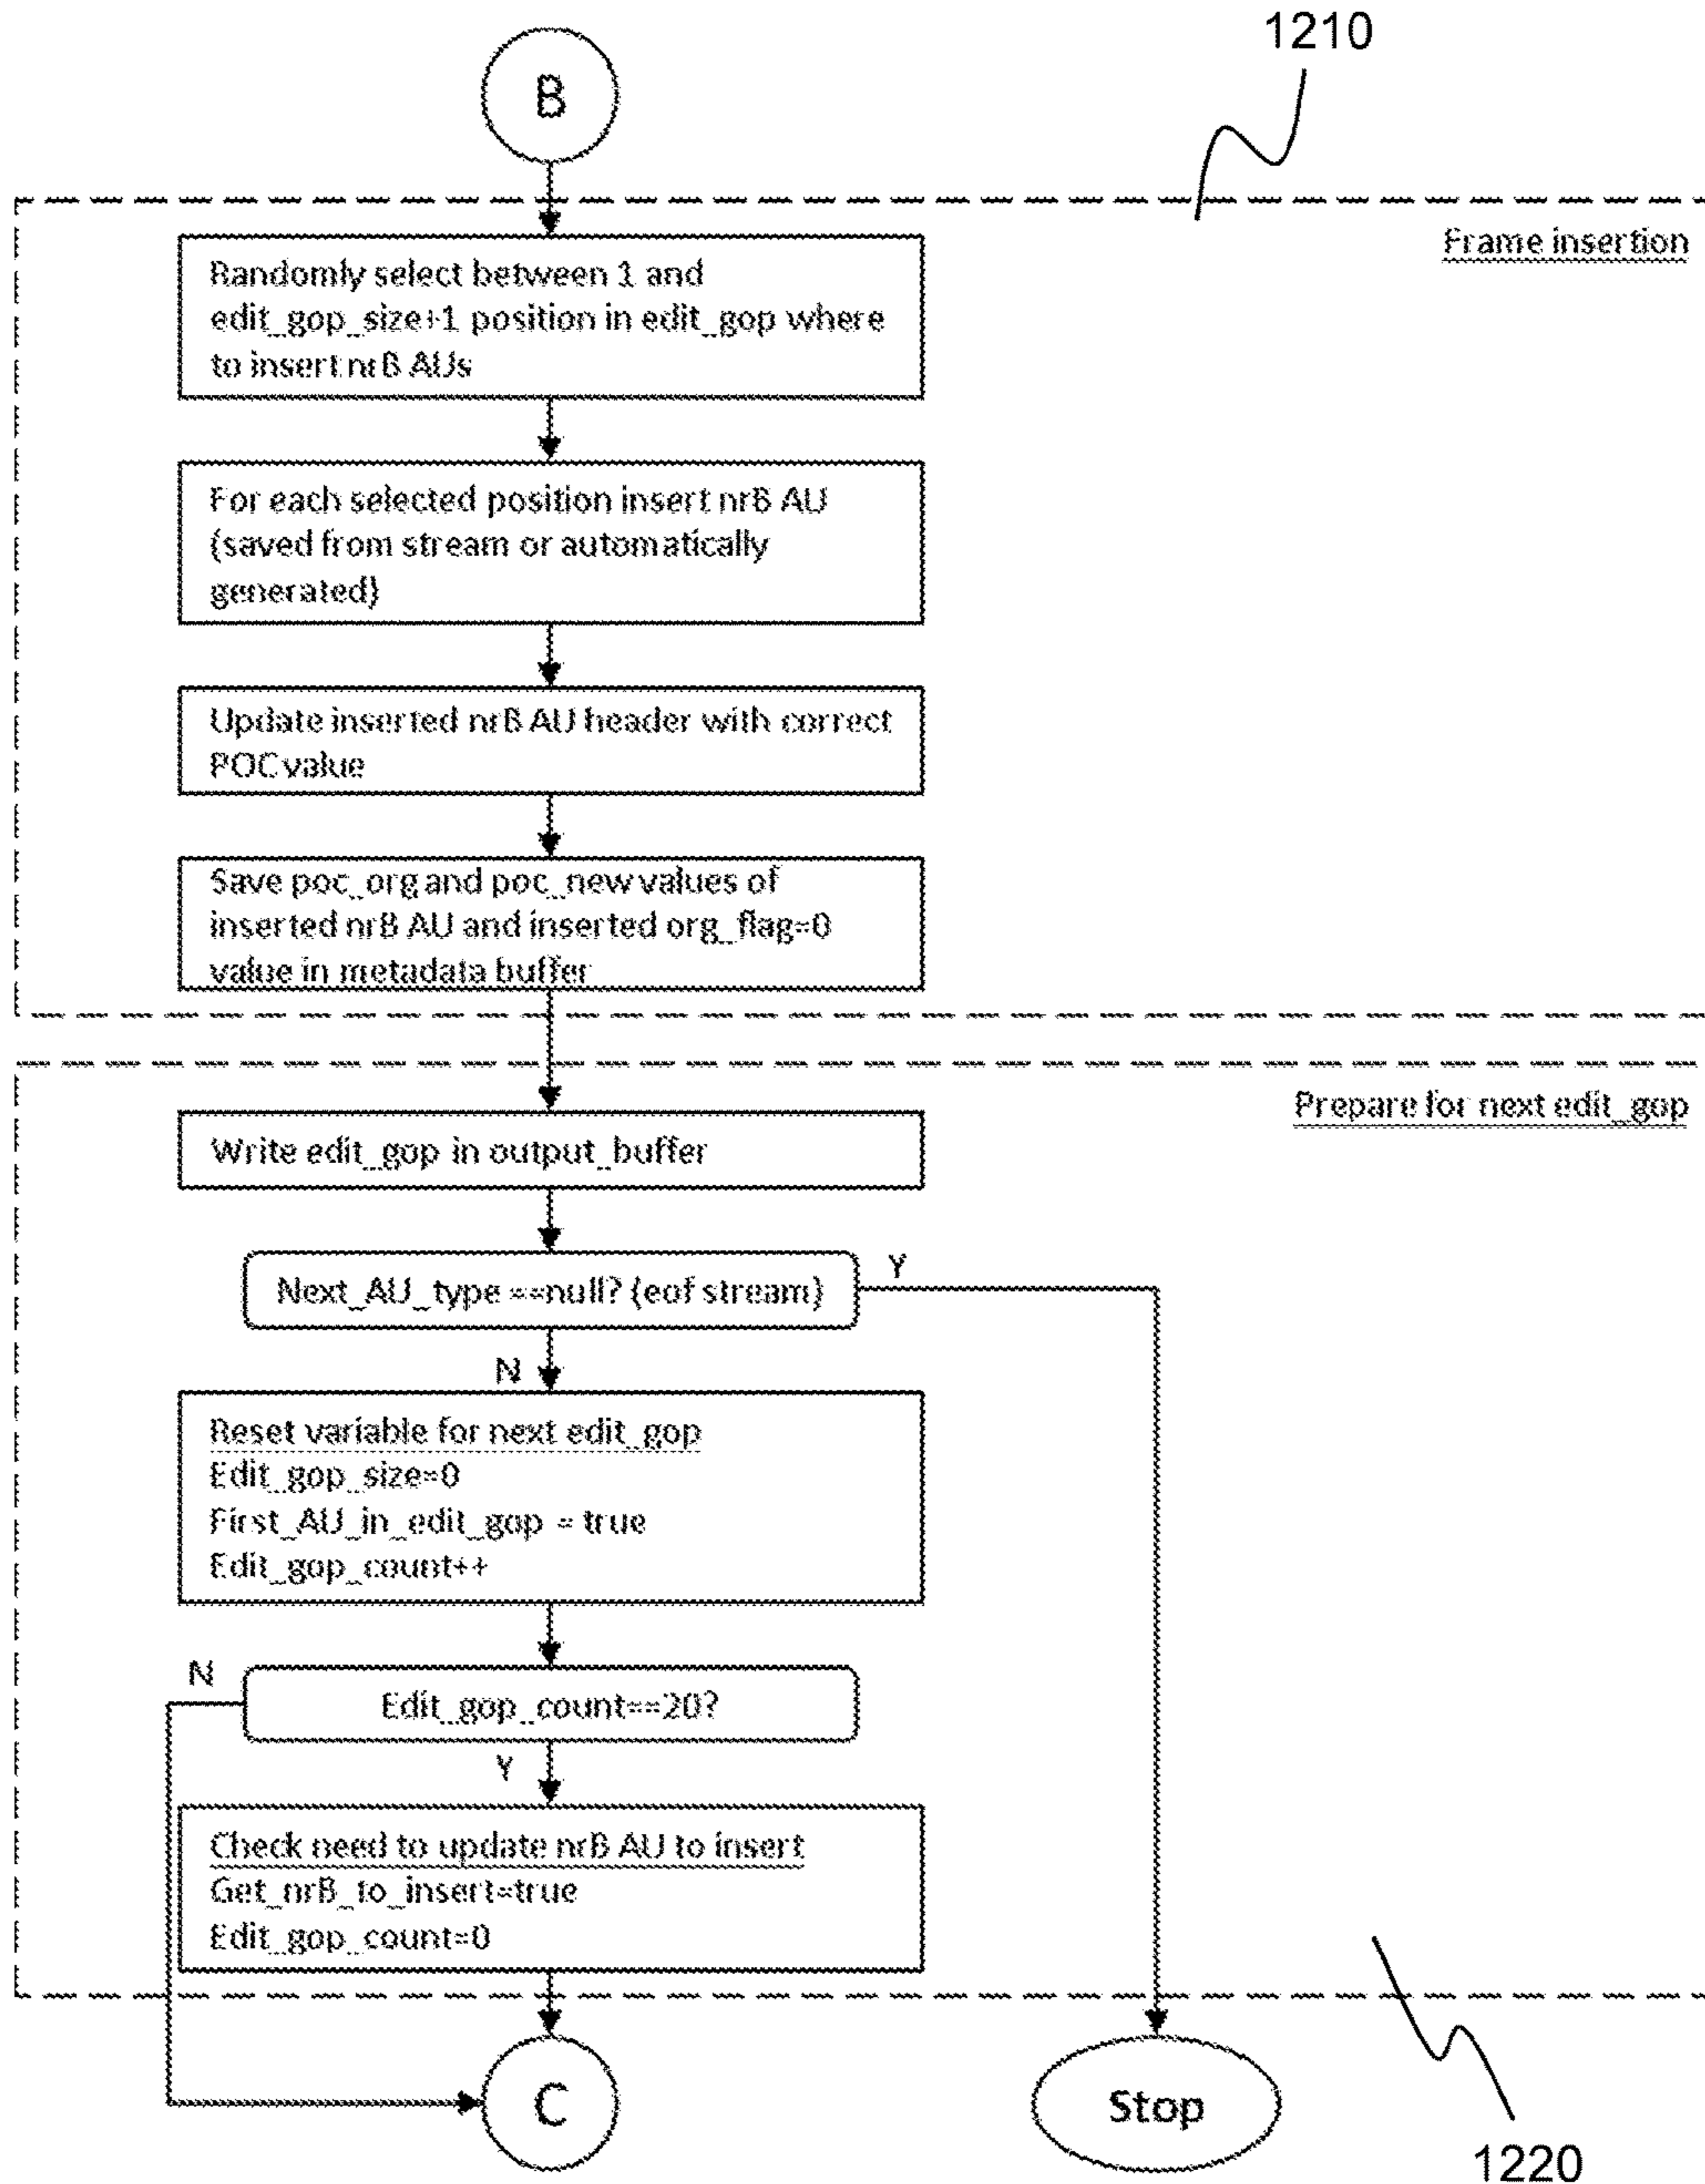 1210
B
Frame insertion
Randomly select between 1 and
edit_gop_size+1 position in edit_gop where
to insert nrB AUs
For each selected position insert nrB AU
(saved from stream or automatically
generated)
Update inserted nrB AU header with correct
POC value
Save poc_org and poc_new values of
inserted nrB AU and inserted org_flag=0
value in metadata buffer
Prepare for next edit_gop
Write edit_gop in output_buffer
Next_AU_type ==null? (eof stream)
Y
N
Reset variable for next edit_gop
Edit_gop_size=0
First_AU_in_edit_gop = true
Edit_gop_count++
N
Edit_gop_count==20?
Y
Check need to update nrB AU to insert
Get_nrB_to_insert=true
Edit_gop_count=0
C
Stop
1220